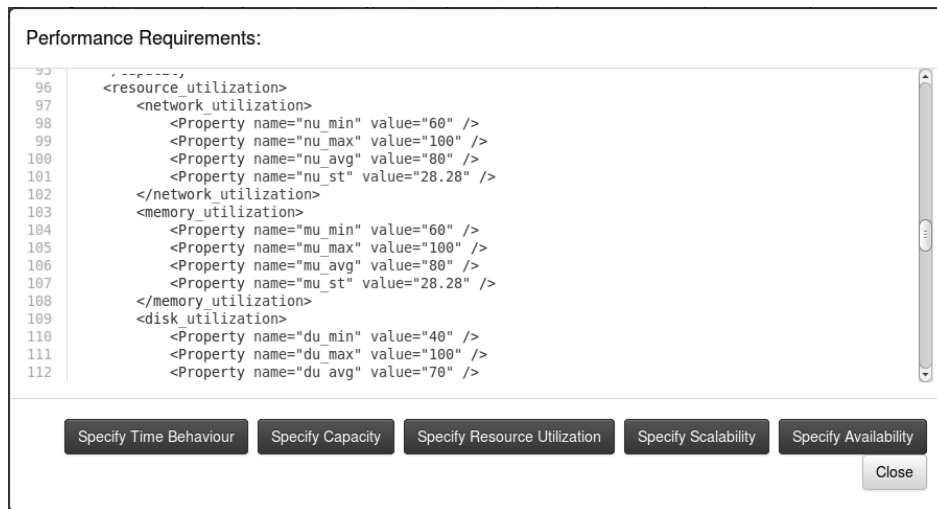 Performance Requirements:
95 </capacity
96 <resource_utilization>
97 <network_utilization>
98 <Property name="nu_min" value="60" />
99 <Property name="nu_max" value="100" />
100 <Property name="nu_avg" value="80" />
101 <Property name="nu_st" value="28.28" />
102 </network_utilization>
103 <memory_utilization>
104 <Property name="mu_min" value="60" />
105 <Property name="mu_max" value="100" />
106 <Property name="mu_avg" value="80" />
107 <Property name="mu_st" value="28.28" />
108 </memory_utilization>
109 <disk_utilization>
110 <Property name="du_min" value="40" />
111 <Property name="du_max" value="100" />
112 <Property name="du avg" value="70" />
Specify Time Behaviour Specify Capacity Specify Resource Utilization Specify Scalability Specify Availability
Close